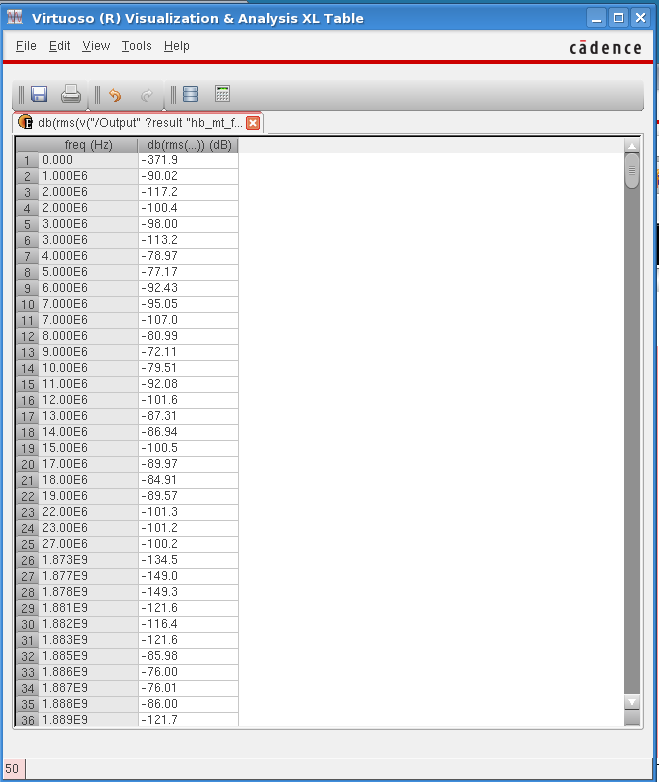 Virtuoso (R) Visualization & Analysis XL Table
File Edit View Tools Help
cādence
db(rms(v("/Output" ?result "hb_mt_f...
freq (Hz) db(rms(...)) (dB)
1 0.000 -371.9
2 1.000E6 -90.02
3 2.000E6 -117.2
4 2.000E6 -100.4
5 3.000E6 -98.00
6 3.000E6 -113.2
7 4.000E6 -78.97
8 5.000E6 -77.17
9 6.000E6 -92.43
10 7.000E6 -95.05
11 7.000E6 -107.0
12 8.000E6 -80.99
13 9.000E6 -72.11
14 10.00E6 -79.51
15 11.00E6 -92.08
16 12.00E6 -101.6
17 13.00E6 -87.31
18 14.00E6 -86.94
19 15.00E6 -100.5
20 17.00E6 -89.97
21 18.00E6 -84.91
22 19.00E6 -89.57
23 22.00E6 -101.3
24 23.00E6 -101.2
25 27.00E6 -100.2
26 1.873E9 -134.5
27 1.877E9 -149.0
28 1.878E9 -149.3
29 1.881E9 -121.6
30 1.882E9 -116.4
31 1.883E9 -121.6
32 1.885E9 -85.98
33 1.886E9 -76.00
34 1.887E9 -76.01
35 1.888E9 -86.00
36 1.889E9 -121.7
50